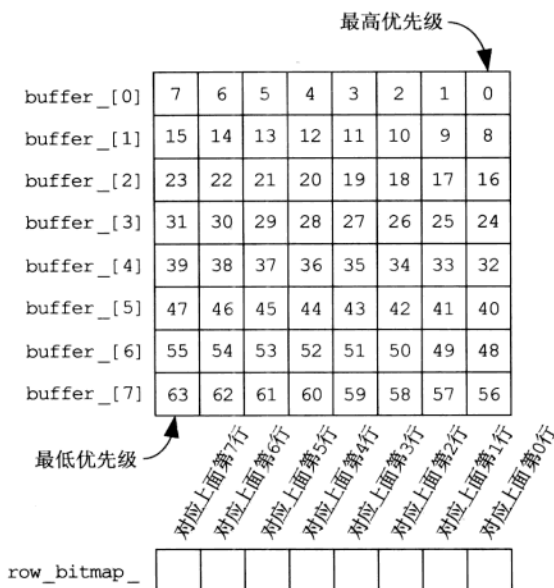 最高优先级
buffer_[0] 7 6 5 4 3 2 1 0
buffer_[1] 15 14 13 12 11 10 9 8
buffer_[2] 23 22 21 20 19 18 17 16
buffer_[3] 31 30 29 28 27 26 25 24
buffer_[4] 39 38 37 36 35 34 33 32
buffer_[5] 47 46 45 44 43 42 41 40
buffer_[6] 55 54 53 52 51 50 49 48
buffer_[7] 63 62 61 60 59 58 57 56
最低优先级
对应上面第7行
对应上面第6行
对应上面第5行
对应上面第4行
对应上面第3行
对应上面第2行
对应上面第1行
对应上面第0行
row_bitmap_